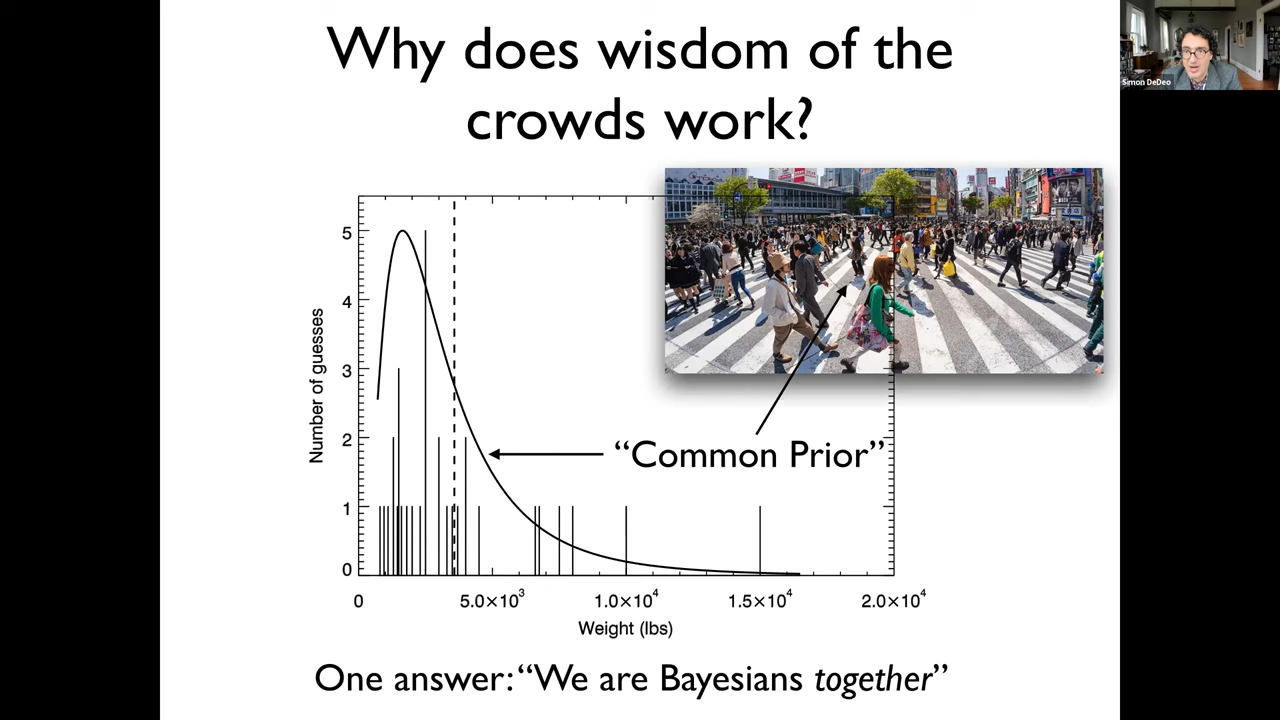 Why does wisdom of the
crowds work?
Simon DeDeo
5
4
3
2
1
0
Number of guesses
"Common Prior"
0
5.0×10³
1.0×10⁴
1.5×10⁴
2.0×10⁴
Weight (lbs)
One answer: "We are Bayesians together"